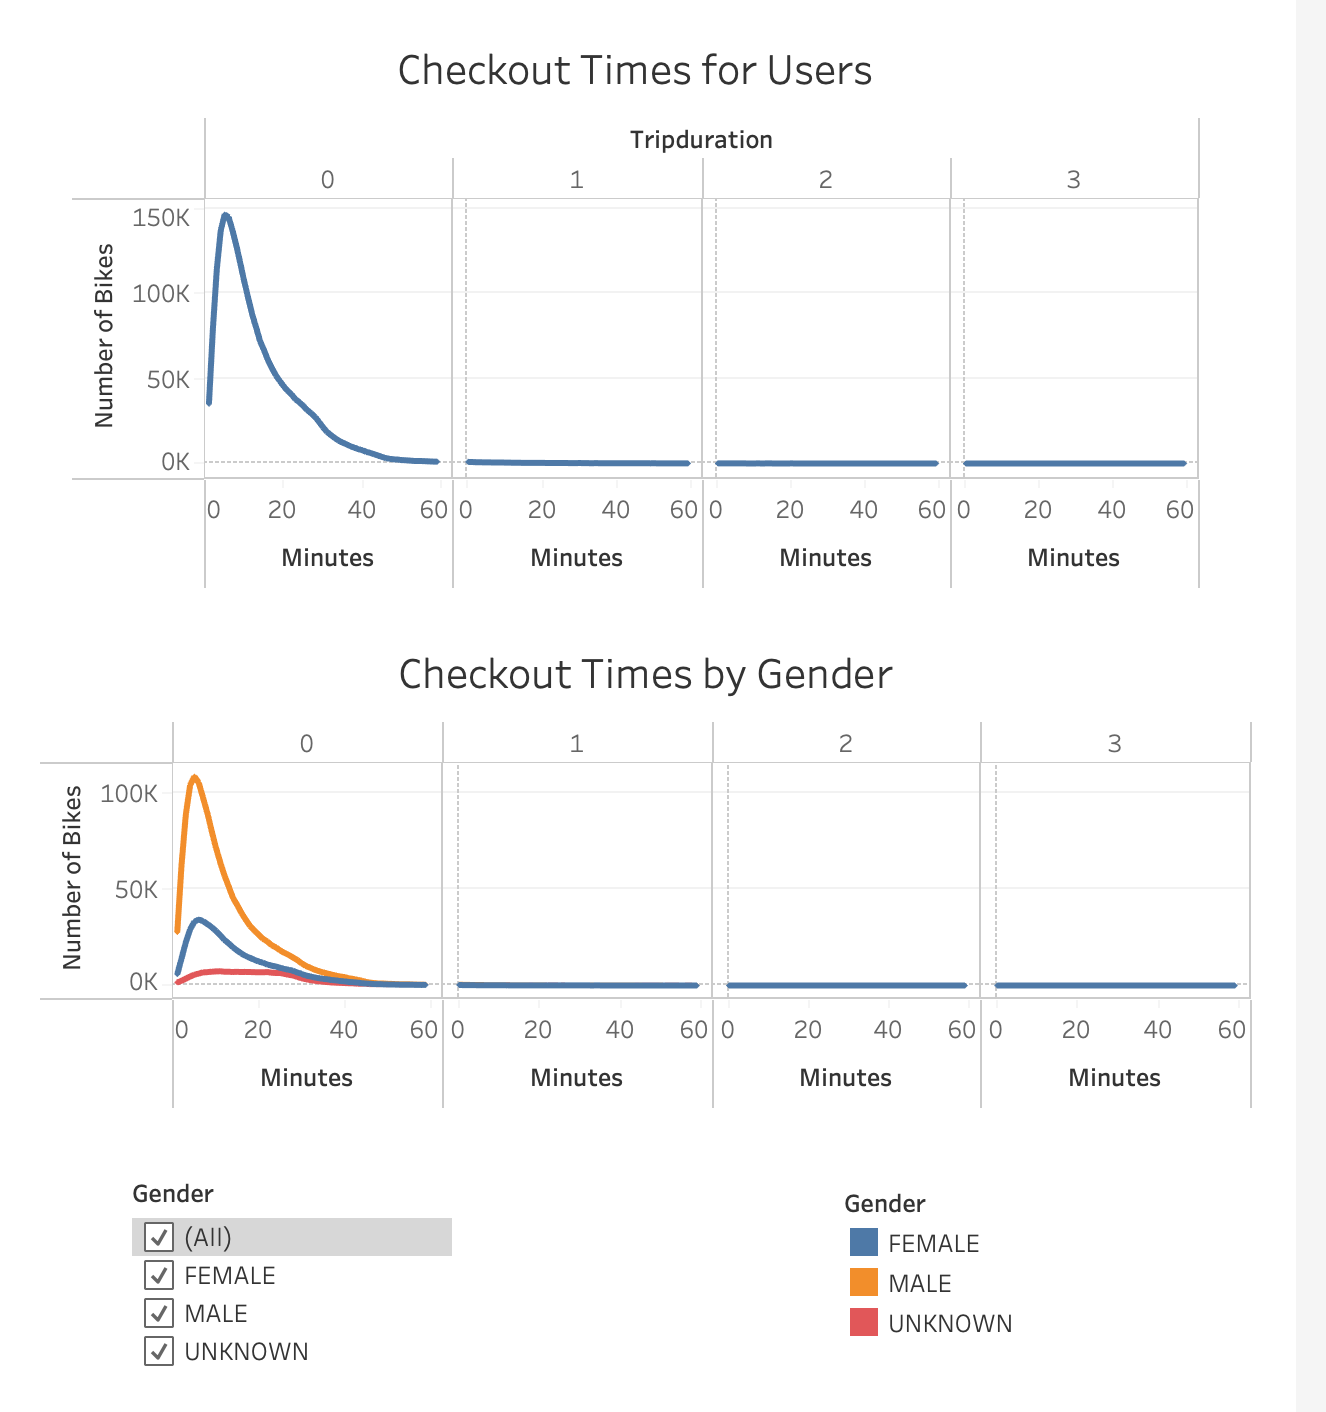 Checkout Times for Users
Tripduration
0 1 2 3
Number of Bikes
150K
100K
50K
0K
0 20 40 60 0 20 40 60 0 20 40 60 0 20 40 60
Minutes Minutes Minutes Minutes
Checkout Times by Gender
0 1 2 3
Number of Bikes
100K
50K
0K
0 20 40 60 0 20 40 60 0 20 40 60 0 20 40 60
Minutes Minutes Minutes Minutes
Gender
(All)
FEMALE
MALE
UNKNOWN
Gender
FEMALE
MALE
UNKNOWN